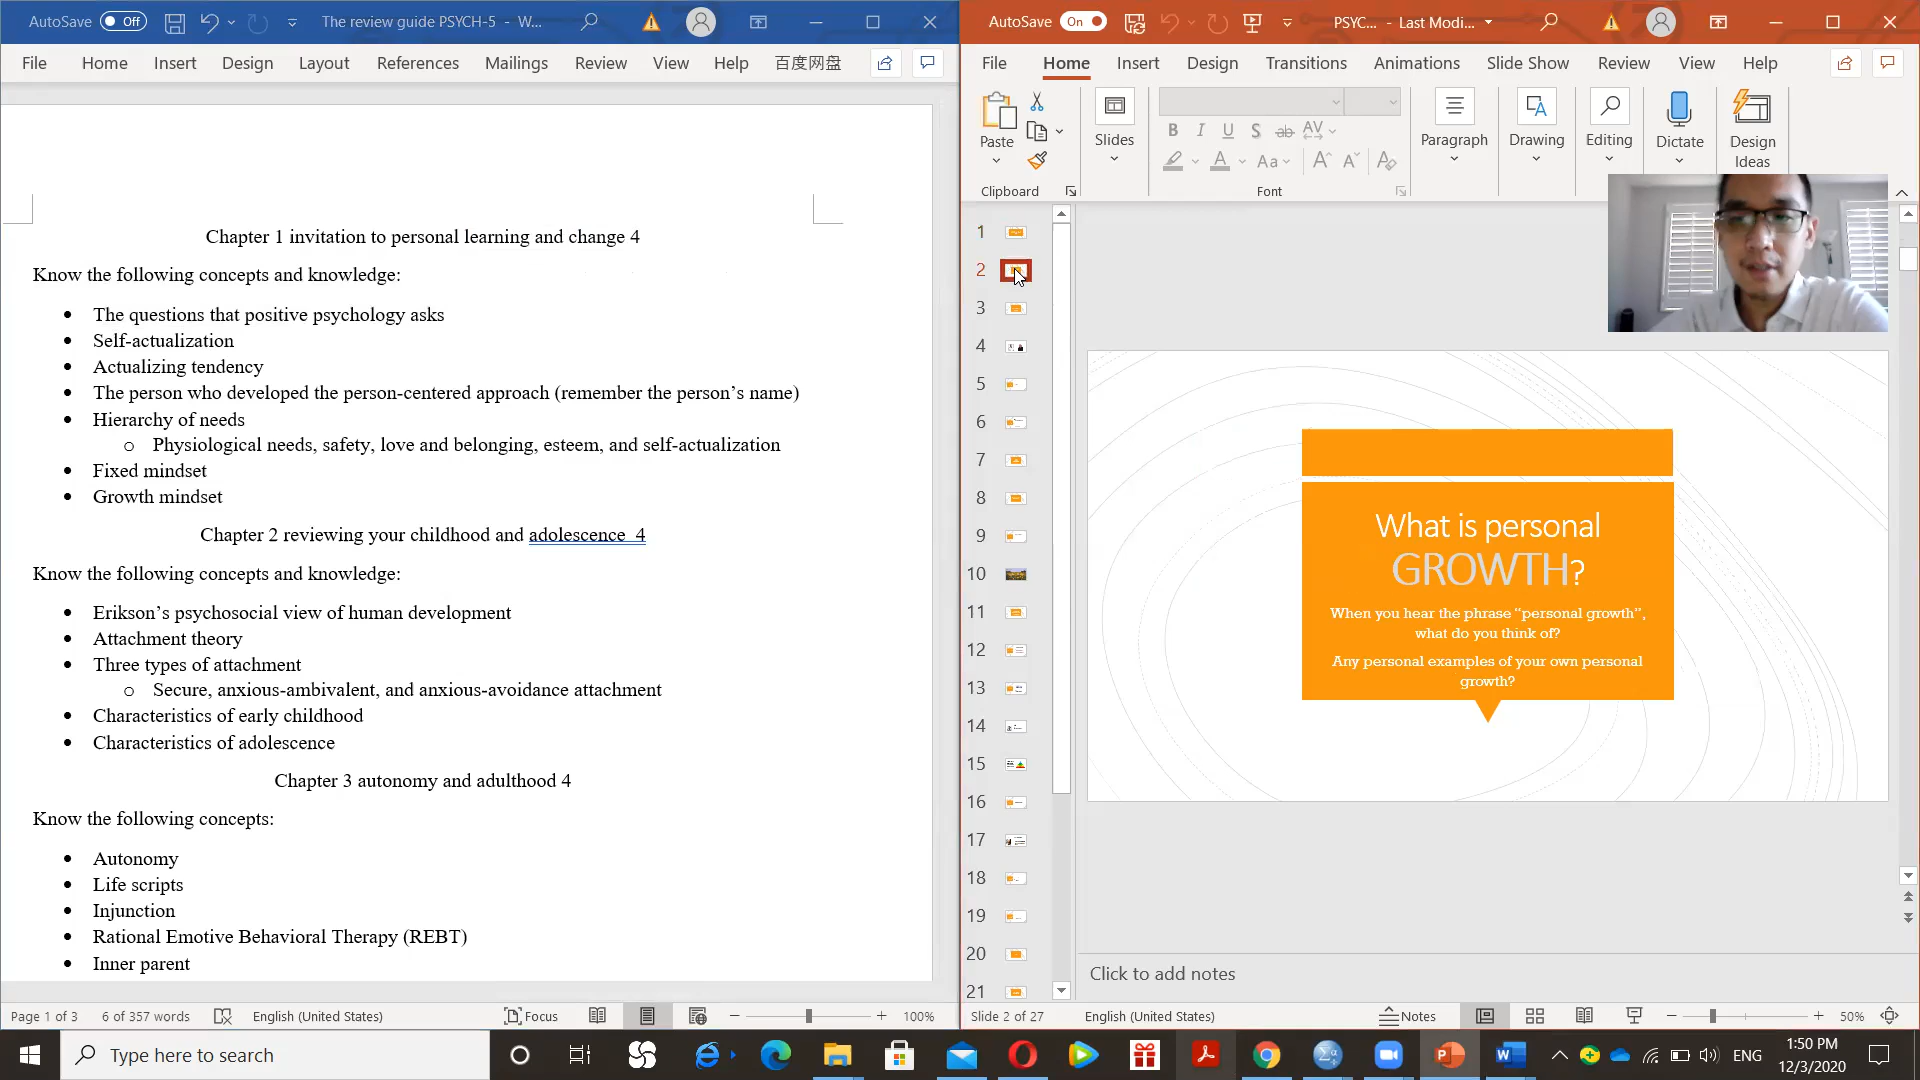 AutoSave Off The review guide PSYCH-5 - W...
File Home Insert Design Layout References Mailings Review View Help 百度网盘
Chapter 1 invitation to personal learning and change 4
Know the following concepts and knowledge:
• The questions that positive psychology asks
• Self-actualization
• Actualizing tendency
• The person who developed the person-centered approach (remember the person's name)
• Hierarchy of needs
o Physiological needs, safety, love and belonging, esteem, and self-actualization
• Fixed mindset
• Growth mindset
Chapter 2 reviewing your childhood and adolescence 4
Know the following concepts and knowledge:
• Erikson's psychosocial view of human development
• Attachment theory
• Three types of attachment
o Secure, anxious-ambivalent, and anxious-avoidance attachment
• Characteristics of early childhood
• Characteristics of adolescence
Chapter 3 autonomy and adulthood 4
Know the following concepts:
• Autonomy
• Life scripts
• Injunction
• Rational Emotive Behavioral Therapy (REBT)
• Inner parent
Page 1 of 3 6 of 357 words English (United States) Focus 100%
AutoSave On PSYC... - Last Modi...
File Home Insert Design Transitions Animations Slide Show Review View Help
Paste Slides Paragraph Drawing Editing Dictate Design Ideas
B I U S ab AV
A Aa A A A
Clipboard Font
1
2
3
4
5
6
7
8
9
10
11
12
13
14
15
16
17
18
19
20
21
What is personal
GROWTH?
When you hear the phrase "personal growth",
what do you think of?
Any personal examples of your own personal
growth?
Click to add notes
Slide 2 of 27 English (United States) Notes 50%
Type here to search
ENG
1:50 PM
12/3/2020